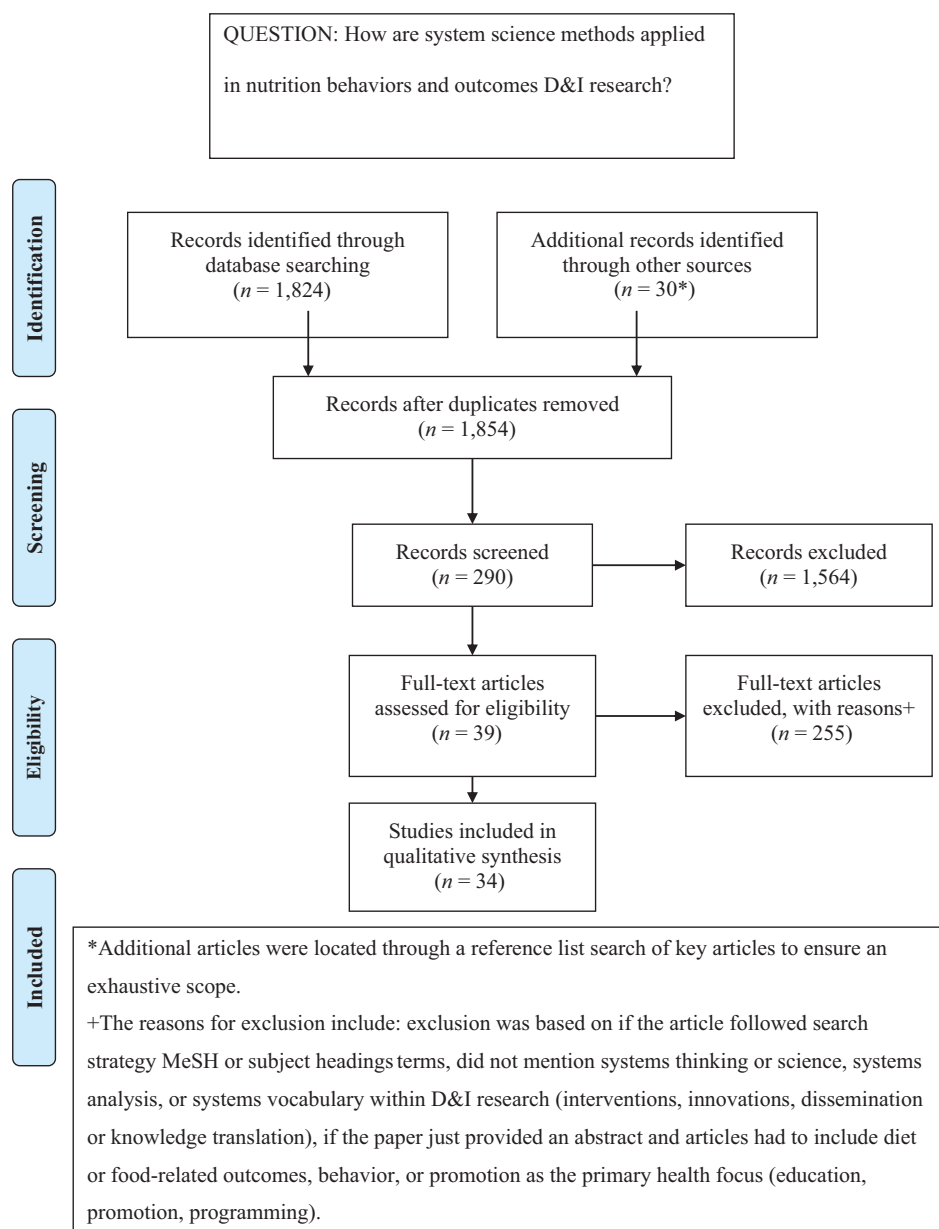 QUESTION: How are system science methods applied
in nutrition behaviors and outcomes D&I research?
Identification
Records identified through
database searching
(n = 1,824)
Additional records identified
through other sources
(n = 30*)
Records after duplicates removed
(n = 1,854)
Screening
Records screened
(n = 290)
Records excluded
(n = 1,564)
Eligibility
Full-text articles
assessed for eligibility
(n = 39)
Full-text articles
excluded, with reasons+
(n = 255)
Studies included in
qualitative synthesis
(n = 34)
Included
*Additional articles were located through a reference list search of key articles to ensure an
exhaustive scope.
+The reasons for exclusion include: exclusion was based on if the article followed search
strategy MeSH or subject headings terms, did not mention systems thinking or science, systems
analysis, or systems vocabulary within D&I research (interventions, innovations, dissemination
or knowledge translation), if the paper just provided an abstract and articles had to include diet
or food-related outcomes, behavior, or promotion as the primary health focus (education,
promotion, programming).